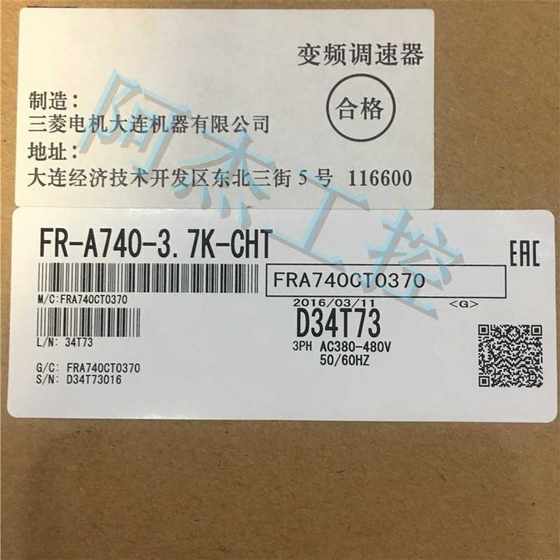 变频调速器
制造：
三菱电机大连机器有限公司
合格
地址：
大连经济技术开发区东北三街5号 116600
阿杰工控
FR-A740-3.7K-CHT
EAC
FRA740CT0370
M/C:FRA740CT0370
2016/03/11 <G>
D34T73
L/N: 34T73
3PH AC380-480V
50/60HZ
G/C: FRA740CT0370
S/N: D34T73016